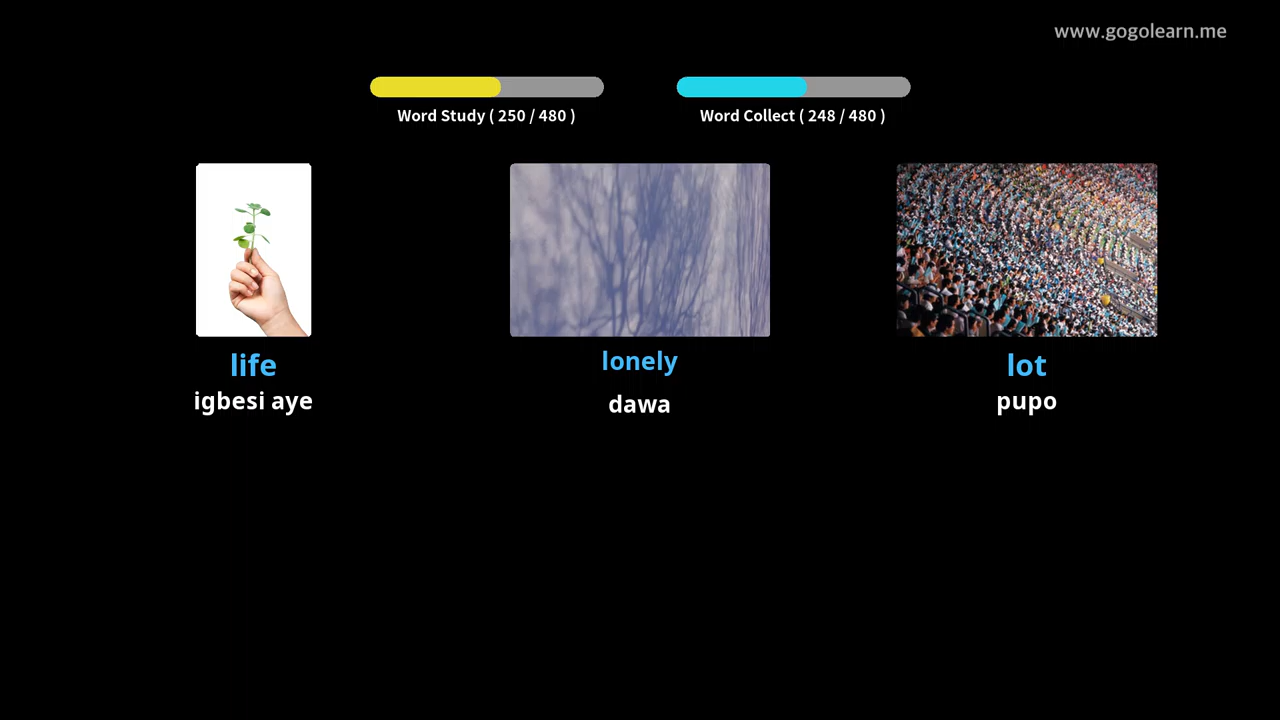 www.gogolearn.me
Word Study ( 250 / 480 )
Word Collect ( 248 / 480 )
life
igbesi aye
lonely
dawa
lot
pupo